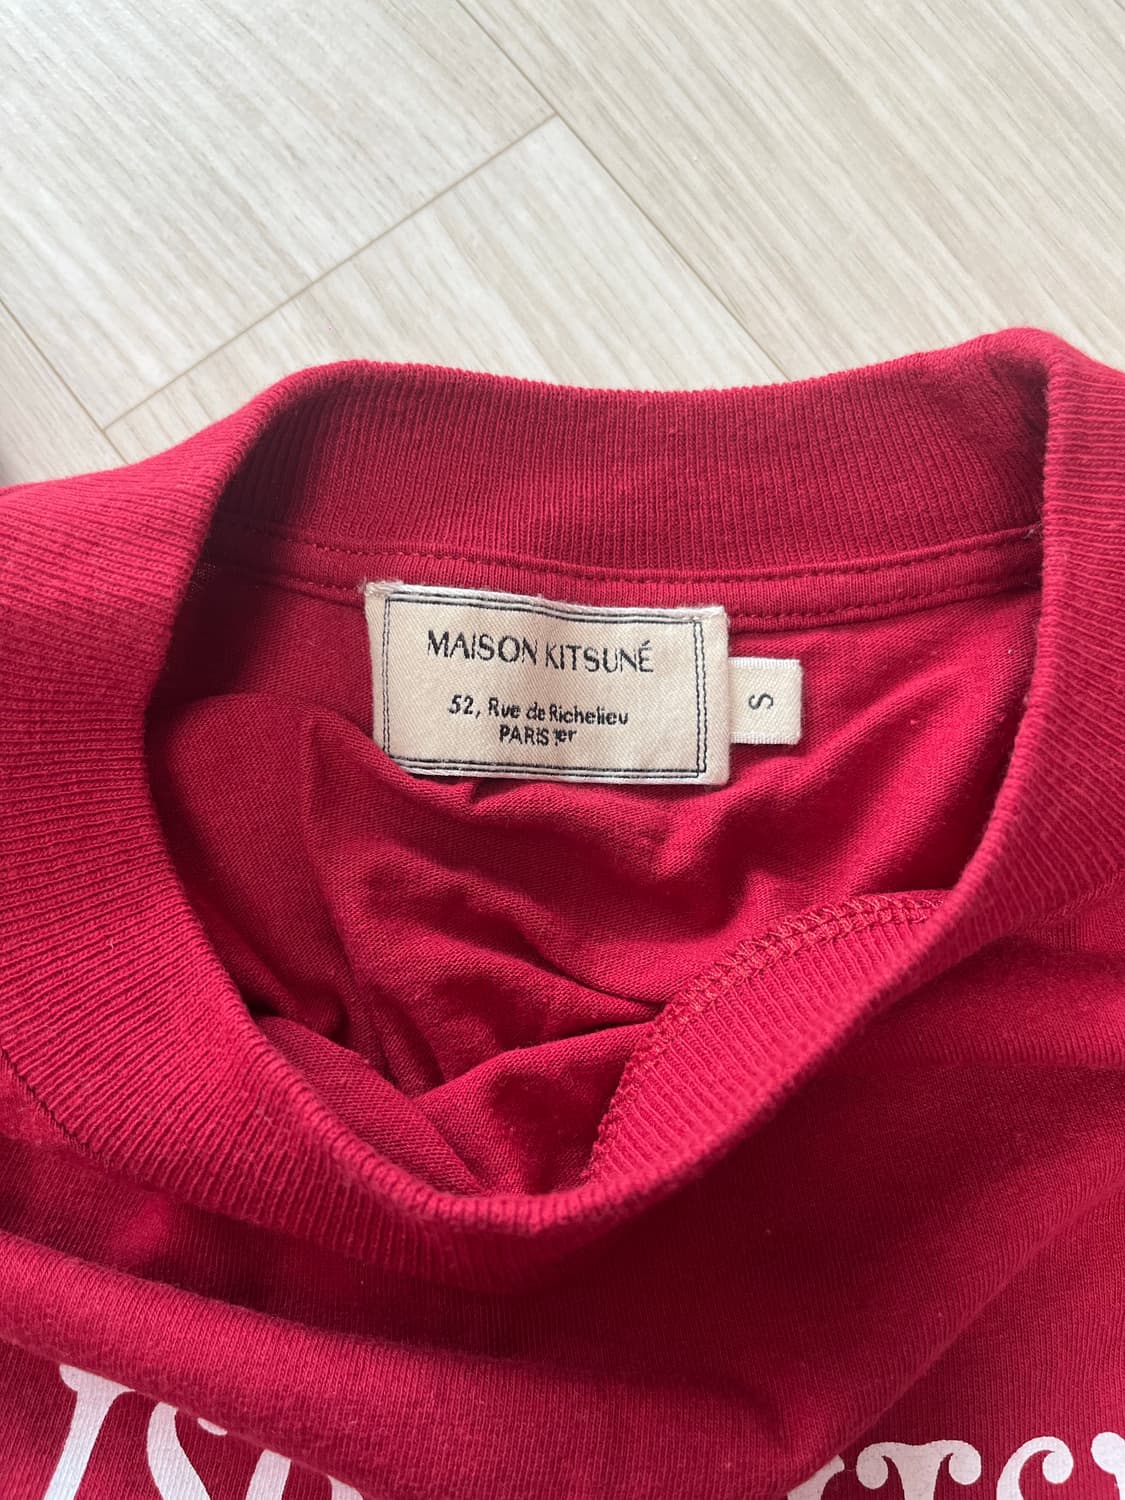 MAISON KITSUNÉ
52, Rue de Richelieu
PARIS 1er
S